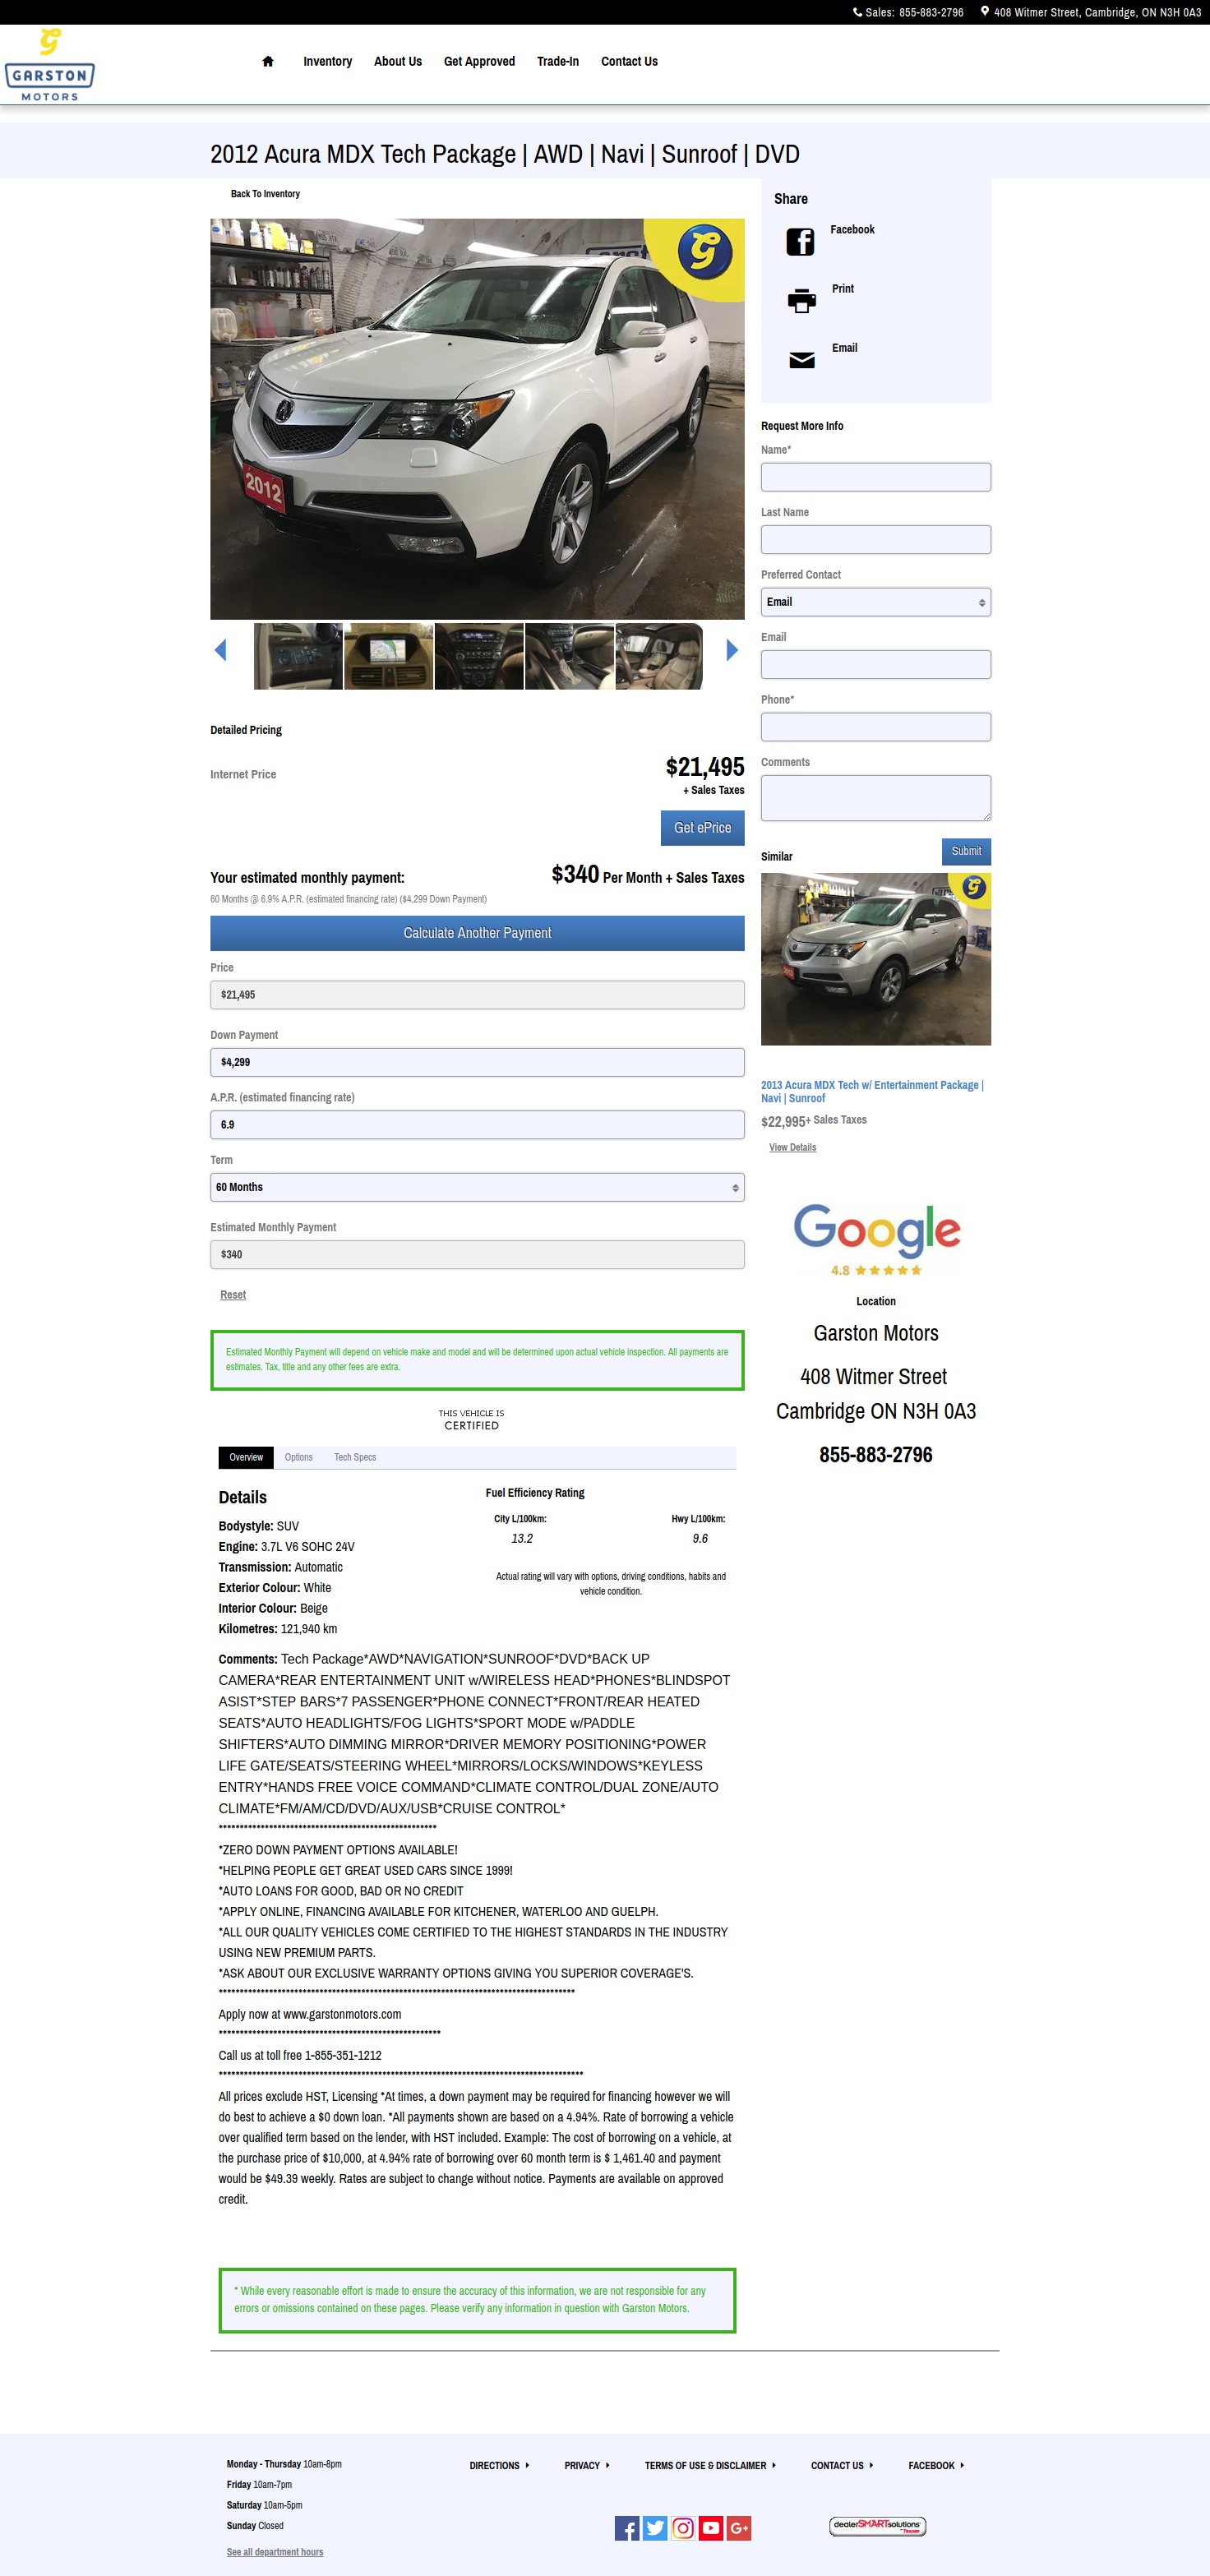 Sales: 855-883-2796 408 Witmer Street, Cambridge, ON N3H 0A3
G
GARSTON
MOTORS
Inventory About Us Get Approved Trade-In Contact Us
2012 Acura MDX Tech Package | AWD | Navi | Sunroof | DVD
Back To Inventory
G
2012
Detailed Pricing
Internet Price $21,495
+ Sales Taxes
Get ePrice
Your estimated monthly payment: $340 Per Month + Sales Taxes
60 Months @ 6.9% A.P.R. (estimated financing rate) ($4,299 Down Payment)
Calculate Another Payment
Price
$21,495
Down Payment
$4,299
A.P.R. (estimated financing rate)
6.9
Term
60 Months
Estimated Monthly Payment
$340
Reset
Estimated Monthly Payment will depend on vehicle make and model and will be determined upon actual vehicle inspection. All payments are
estimates. Tax, title and any other fees are extra.
THIS VEHICLE IS
CERTIFIED
Overview Options Tech Specs
Details
Bodystyle: SUV
Engine: 3.7L V6 SOHC 24V
Transmission: Automatic
Exterior Colour: White
Interior Colour: Beige
Kilometres: 121,940 km
Fuel Efficiency Rating
City L/100km: Hwy L/100km:
13.2 9.6
Actual rating will vary with options, driving conditions, habits and
vehicle condition.
Comments: Tech Package*AWD*NAVIGATION*SUNROOF*DVD*BACK UP
CAMERA*REAR ENTERTAINMENT UNIT w/WIRELESS HEAD*PHONES*BLINDSPOT
ASIST*STEP BARS*7 PASSENGER*PHONE CONNECT*FRONT/REAR HEATED
SEATS*AUTO HEADLIGHTS/FOG LIGHTS*SPORT MODE w/PADDLE
SHIFTERS*AUTO DIMMING MIRROR*DRIVER MEMORY POSITIONING*POWER
LIFE GATE/SEATS/STEERING WHEEL*MIRRORS/LOCKS/WINDOWS*KEYLESS
ENTRY*HANDS FREE VOICE COMMAND*CLIMATE CONTROL/DUAL ZONE/AUTO
CLIMATE*FM/AM/CD/DVD/AUX/USB*CRUISE CONTROL*
****************************************************
*ZERO DOWN PAYMENT OPTIONS AVAILABLE!
*HELPING PEOPLE GET GREAT USED CARS SINCE 1999!
*AUTO LOANS FOR GOOD, BAD OR NO CREDIT
*APPLY ONLINE, FINANCING AVAILABLE FOR KITCHENER, WATERLOO AND GUELPH.
*ALL OUR QUALITY VEHICLES COME CERTIFIED TO THE HIGHEST STANDARDS IN THE INDUSTRY
USING NEW PREMIUM PARTS.
*ASK ABOUT OUR EXCLUSIVE WARRANTY OPTIONS GIVING YOU SUPERIOR COVERAGE'S.
*************************************************************************************
Apply now at www.garstonmotors.com
*****************************************************
Call us at toll free 1-855-351-1212
***************************************************************************************
All prices exclude HST, Licensing *At times, a down payment may be required for financing however we will
do best to achieve a $0 down loan. *All payments shown are based on a 4.94%. Rate of borrowing a vehicle
over qualified term based on the lender, with HST included. Example: The cost of borrowing on a vehicle, at
the purchase price of $10,000, at 4.94% rate of borrowing over 60 month term is $ 1,461.40 and payment
would be $49.39 weekly. Rates are subject to change without notice. Payments are available on approved
credit.
* While every reasonable effort is made to ensure the accuracy of this information, we are not responsible for any
errors or omissions contained on these pages. Please verify any information in question with Garston Motors.
Share
Facebook
Print
Email
Request More Info
Name*
Last Name
Preferred Contact
Email
Email
Phone*
Comments
Submit
Similar
G
2013 Acura MDX Tech w/ Entertainment Package |
Navi | Sunroof
$22,995+ Sales Taxes
View Details
Google
4.8
Location
Garston Motors
408 Witmer Street
Cambridge ON N3H 0A3
855-883-2796
Monday - Thursday 10am-8pm
Friday 10am-7pm
Saturday 10am-5pm
Sunday Closed
See all department hours
DIRECTIONS PRIVACY TERMS OF USE & DISCLAIMER CONTACT US FACEBOOK
dealerSMARTsolutions